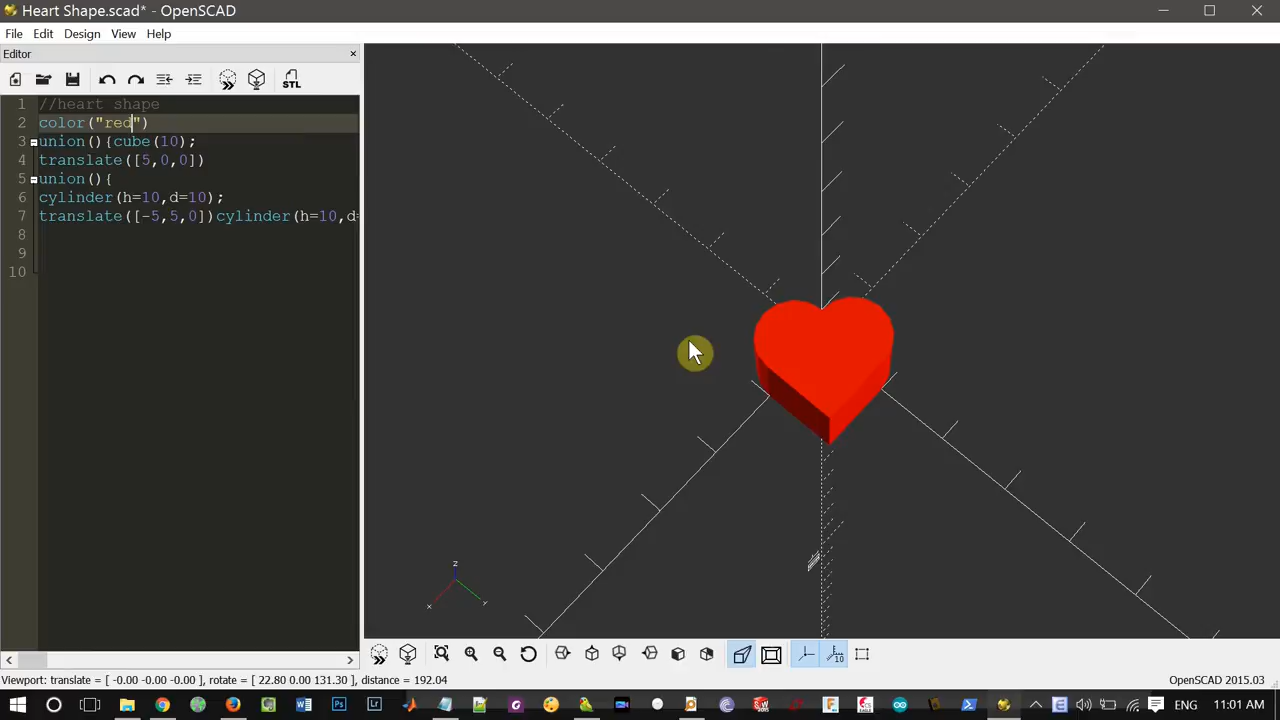 Heart Shape.scad* - OpenSCAD
File Edit Design View Help
Editor
STL
1 //heart shape
2 color("red")
3 union(){cube(10);
4 translate([5,0,0])
5 union(){
6 cylinder(h=10,d=10);
7 translate([-5,5,0])cylinder(h=10,d=
8
9
10
z
x
y
10
Viewport: translate = [ -0.00 -0.00 -0.00 ], rotate = [ 22.80 0.00 131.30 ], distance = 192.04
OpenSCAD 2015.03
ENG
11:01 AM